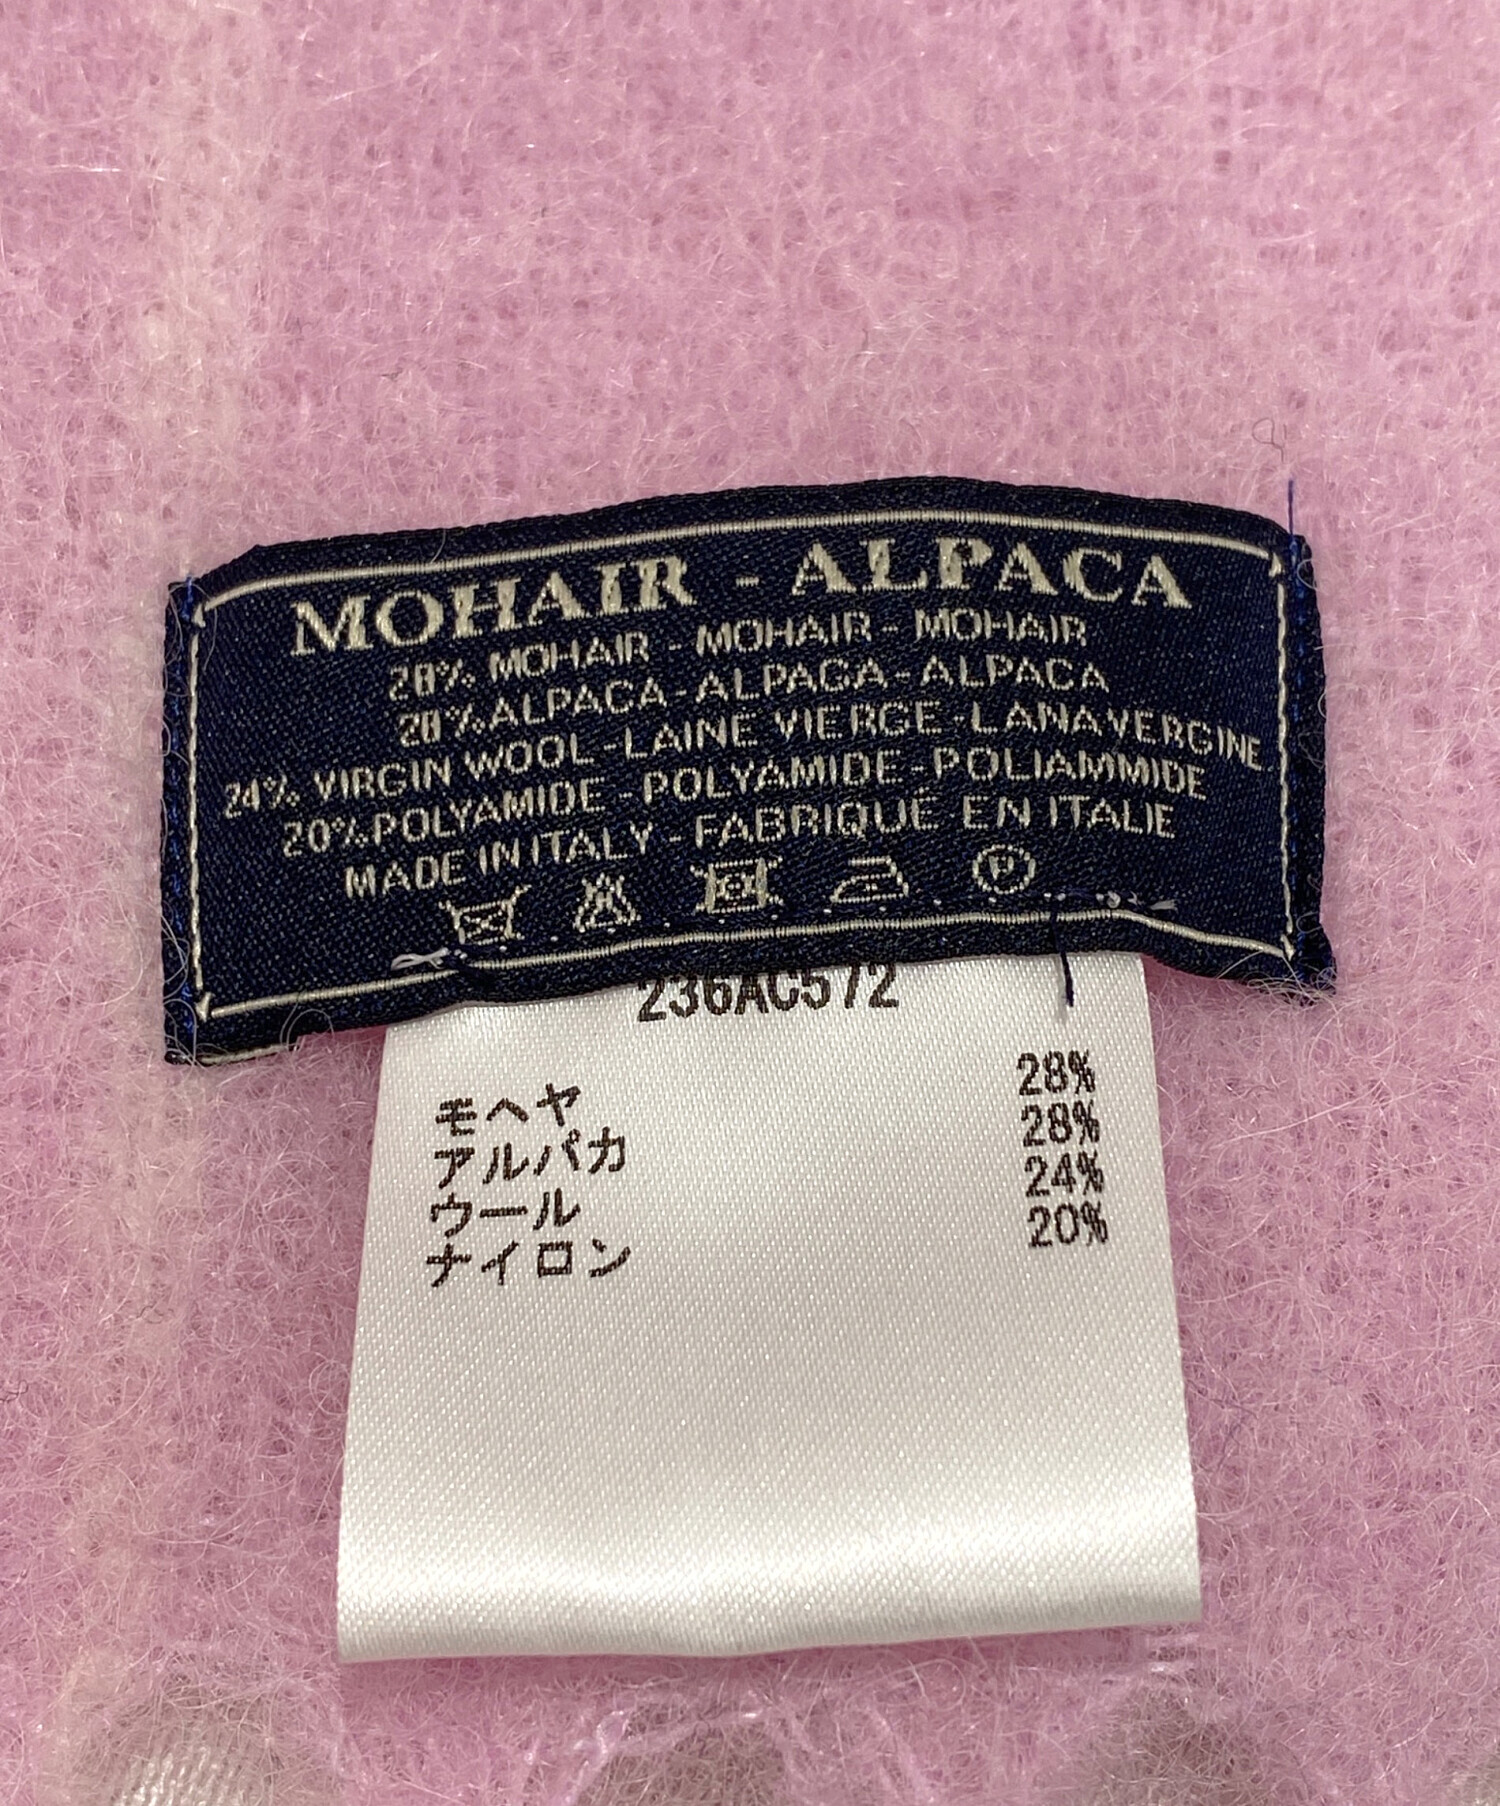 MOHAIR - ALPACA
28% MOHAIR - MOHAIR - MOHAIR
28% ALPACA - ALPACA - ALPACA
24% VIRGIN WOOL - LAINE VIERGE - LANA VERGINE
20% POLYAMIDE - POLYAMIDE - POLIAMMIDE
MADE IN ITALY - FABRIQUÉ EN ITALIE
P
236AC572
モヘヤ 28%
アルパカ 28%
ウール 24%
ナイロン 20%